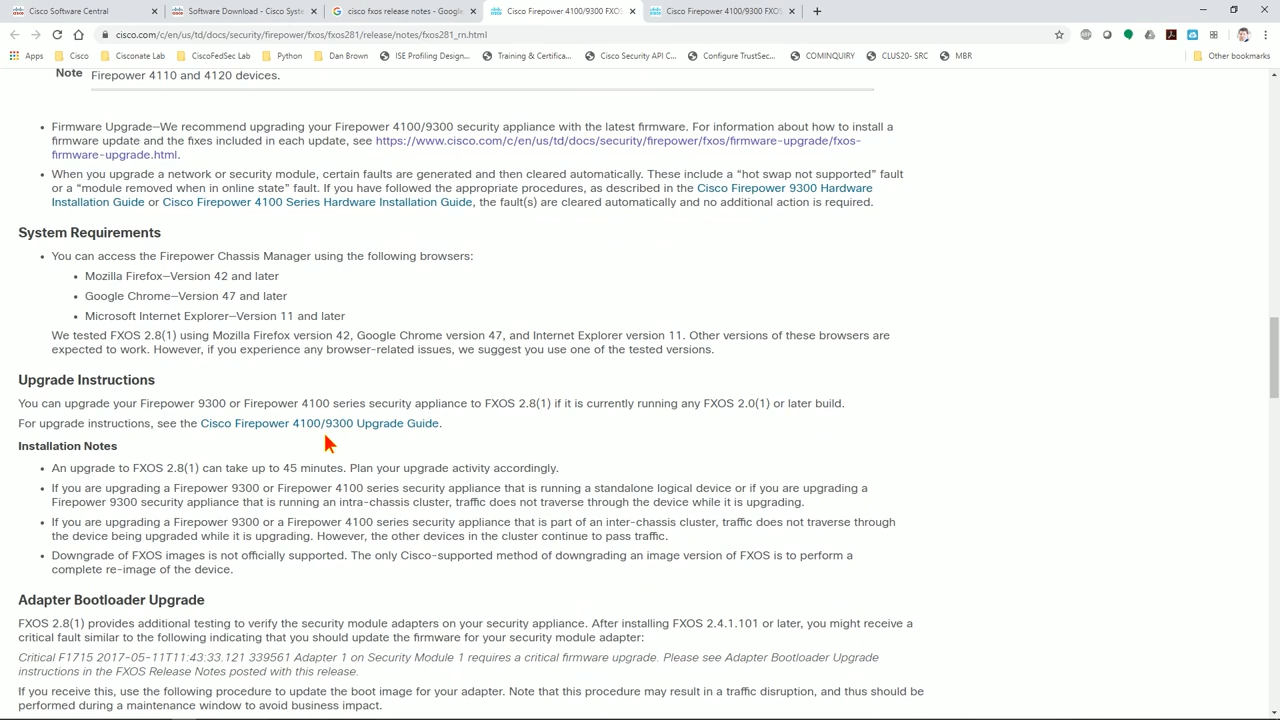 Cisco Software Central
Software Download - Cisco Syste
cisco fxos release notes - Google
Cisco Firepower 4100/9300 FXOS
Cisco Firepower 4100/9300 FXOS
cisco.com/c/en/us/td/docs/security/firepower/fxos/fxos281/release/notes/fxos281_rn.html
Apps
Cisco
Cisconate Lab
CiscoFedSec Lab
Python
Dan Brown
ISE Profiling Design...
Training & Certifica...
Cisco Security API C...
Configure TrustSec...
COMINQUIRY
CLUS20- SRC
MBR
Other bookmarks
Note
Firepower 4110 and 4120 devices.
• Firmware Upgrade—We recommend upgrading your Firepower 4100/9300 security appliance with the latest firmware. For information about how to install a
firmware update and the fixes included in each update, see https://www.cisco.com/c/en/us/td/docs/security/firepower/fxos/firmware-upgrade/fxos-
firmware-upgrade.html.
• When you upgrade a network or security module, certain faults are generated and then cleared automatically. These include a “hot swap not supported” fault
or a “module removed when in online state” fault. If you have followed the appropriate procedures, as described in the Cisco Firepower 9300 Hardware
Installation Guide or Cisco Firepower 4100 Series Hardware Installation Guide, the fault(s) are cleared automatically and no additional action is required.
System Requirements
• You can access the Firepower Chassis Manager using the following browsers:
• Mozilla Firefox—Version 42 and later
• Google Chrome—Version 47 and later
• Microsoft Internet Explorer—Version 11 and later
We tested FXOS 2.8(1) using Mozilla Firefox version 42, Google Chrome version 47, and Internet Explorer version 11. Other versions of these browsers are
expected to work. However, if you experience any browser-related issues, we suggest you use one of the tested versions.
Upgrade Instructions
You can upgrade your Firepower 9300 or Firepower 4100 series security appliance to FXOS 2.8(1) if it is currently running any FXOS 2.0(1) or later build.
For upgrade instructions, see the Cisco Firepower 4100/9300 Upgrade Guide.
Installation Notes
• An upgrade to FXOS 2.8(1) can take up to 45 minutes. Plan your upgrade activity accordingly.
• If you are upgrading a Firepower 9300 or Firepower 4100 series security appliance that is running a standalone logical device or if you are upgrading a
Firepower 9300 security appliance that is running an intra-chassis cluster, traffic does not traverse through the device while it is upgrading.
• If you are upgrading a Firepower 9300 or a Firepower 4100 series security appliance that is part of an inter-chassis cluster, traffic does not traverse through
the device being upgraded while it is upgrading. However, the other devices in the cluster continue to pass traffic.
• Downgrade of FXOS images is not officially supported. The only Cisco-supported method of downgrading an image version of FXOS is to perform a
complete re-image of the device.
Adapter Bootloader Upgrade
FXOS 2.8(1) provides additional testing to verify the security module adapters on your security appliance. After installing FXOS 2.4.1.101 or later, you might receive a
critical fault similar to the following indicating that you should update the firmware for your security module adapter:
Critical F1715 2017-05-11T11:43:33.121 339561 Adapter 1 on Security Module 1 requires a critical firmware upgrade. Please see Adapter Bootloader Upgrade
instructions in the FXOS Release Notes posted with this release.
If you receive this, use the following procedure to update the boot image for your adapter. Note that this procedure may result in a traffic disruption, and thus should be
performed during a maintenance window to avoid business impact.